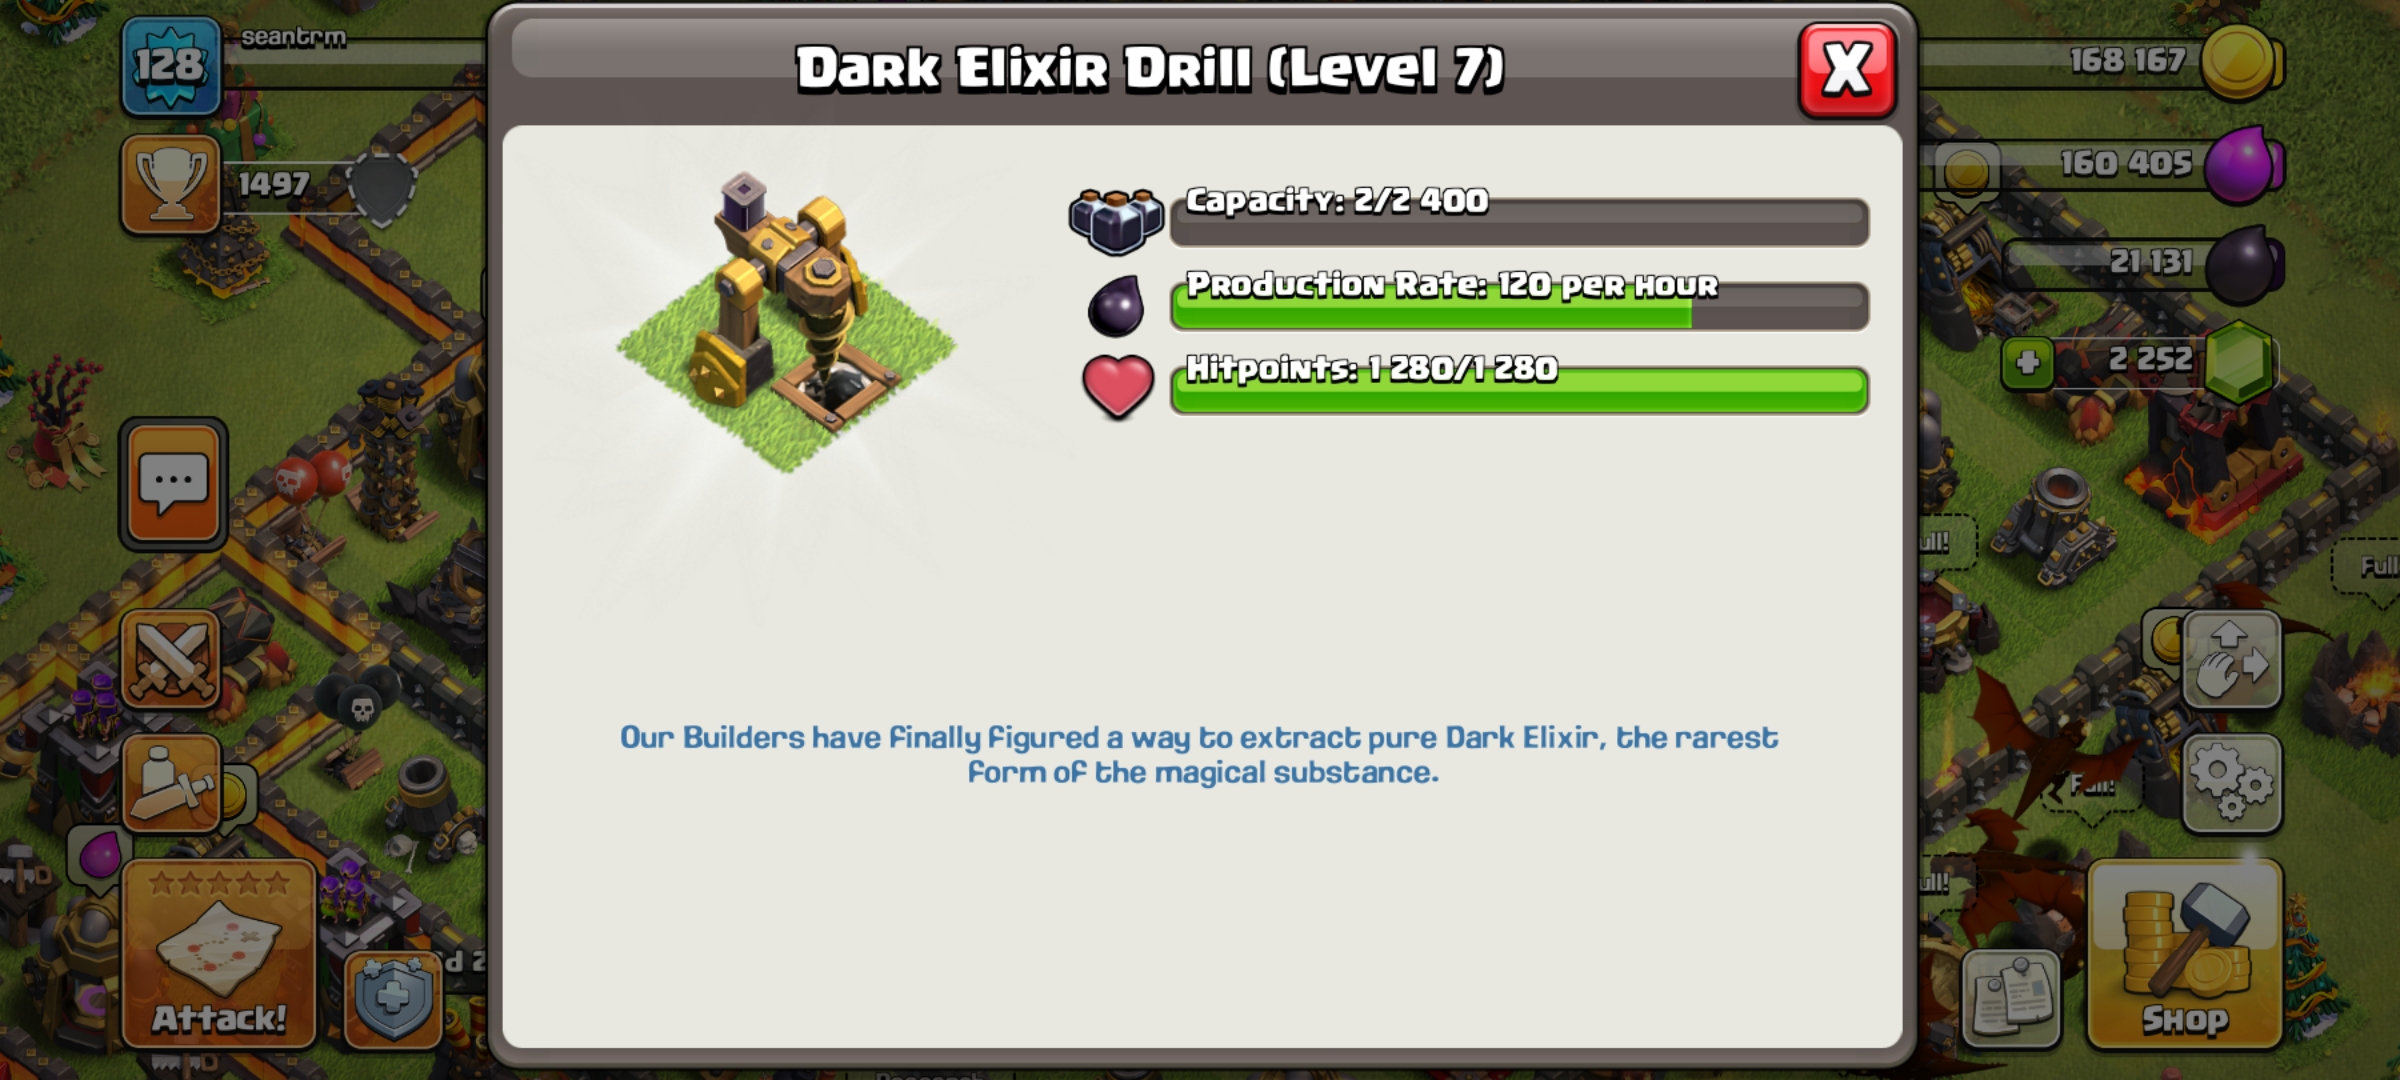 128
seantrm
Dark Elixir Drill (Level 7)
X
168 167
1497
Capacity: 2/2 400
160 405
21 131
Production Rate: 120 per hour
2 252
Hitpoints: 1 280/1 280
Full
Our Builders have finally figured a way to extract pure Dark Elixir, the rarest
form of the magical substance.
Full!
Attack!
Shop